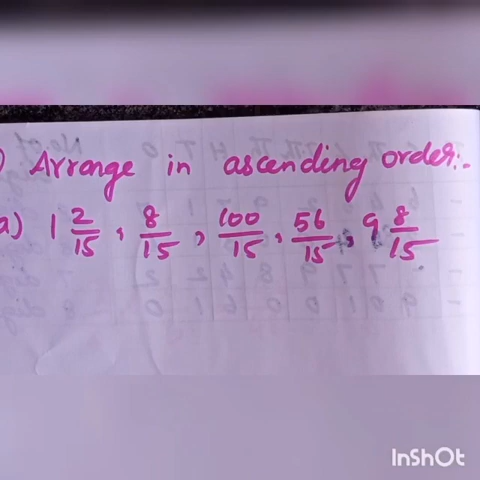 ) Arrange in ascending order:-
a) 1 2/15, 8/15, 100/15, 56/15, 9 8/15
InShOt